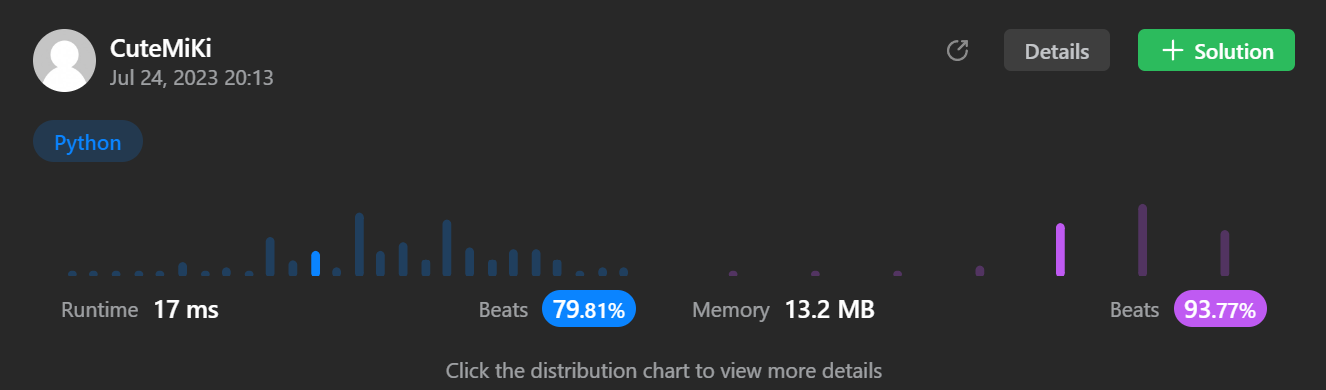 CuteMiKi
Jul 24, 2023 20:13
Details
Solution
Python
Runtime 17 ms Beats 79.81% Memory 13.2 MB Beats 93.77%
Click the distribution chart to view more details